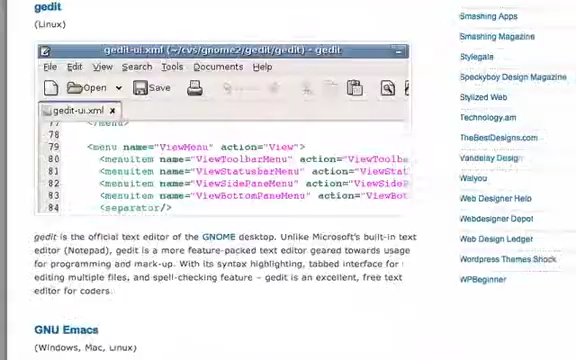 gedit
(Linux)
gedit-ui.xml (~/cvs/gnome2/gedit/gedit) - gedit
File Edit View Search Tools Documents Help
Open Save
gedit-ui.xml x
77 </menu>
78
79 <menu name="ViewMenu" action="View">
80 <menuitem name="ViewToolbarMenu" action="ViewToolba
81 <menuitem name="ViewStatusbarMenu" action="ViewStat
82 <menuitem name="ViewSidePaneMenu" action="ViewSideP
83 <menuitem name="ViewBottomPaneMenu" action="ViewBo
84 <separator/>
gedit is the official text editor of the GNOME desktop. Unlike Microsoft's built-in text
editor (Notepad), gedit is a more feature-packed text editor geared towards usage
for programming and mark-up. With its syntax highlighting, tabbed interface for
editing multiple files, and spell-checking feature – gedit is an excellent, free text
editor for coders.
GNU Emacs
(Windows, Mac, Linux)
Smashing Apps
Smashing Magazine
Stylegala
Speckyboy Design Magazine
Stylized Web
Technology.am
TheBestDesigns.com
Vandelay Design
Walyou
Web Designer Help
Webdesigner Depot
Web Design Ledger
Wordpress Themes Shock
WPBeginner